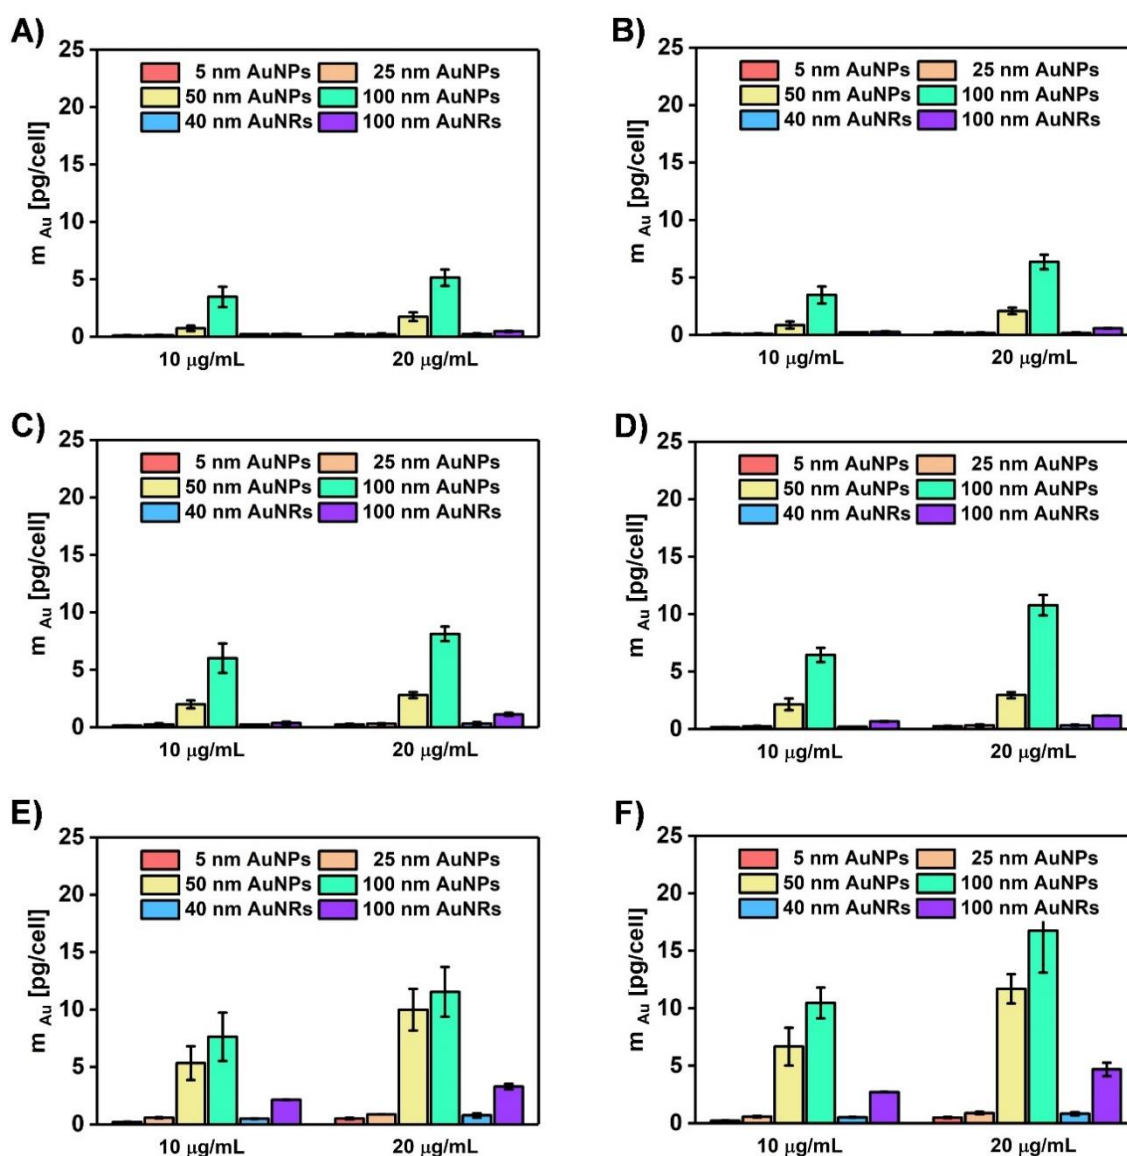 A)
25
20
15
10
5
0
m Au [pg/cell]
5 nm AuNPs 25 nm AuNPs
50 nm AuNPs 100 nm AuNPs
40 nm AuNRs 100 nm AuNRs
10 µg/mL 20 µg/mL
B)
25
20
15
10
5
0
m Au [pg/cell]
5 nm AuNPs 25 nm AuNPs
50 nm AuNPs 100 nm AuNPs
40 nm AuNRs 100 nm AuNRs
10 µg/mL 20 µg/mL
C)
25
20
15
10
5
0
m Au [pg/cell]
5 nm AuNPs 25 nm AuNPs
50 nm AuNPs 100 nm AuNPs
40 nm AuNRs 100 nm AuNRs
10 µg/mL 20 µg/mL
D)
25
20
15
10
5
0
m Au [pg/cell]
5 nm AuNPs 25 nm AuNPs
50 nm AuNPs 100 nm AuNPs
40 nm AuNRs 100 nm AuNRs
10 µg/mL 20 µg/mL
E)
25
20
15
10
5
0
m Au [pg/cell]
5 nm AuNPs 25 nm AuNPs
50 nm AuNPs 100 nm AuNPs
40 nm AuNRs 100 nm AuNRs
10 µg/mL 20 µg/mL
F)
25
20
15
10
5
0
m Au [pg/cell]
5 nm AuNPs 25 nm AuNPs
50 nm AuNPs 100 nm AuNPs
40 nm AuNRs 100 nm AuNRs
10 µg/mL 20 µg/mL